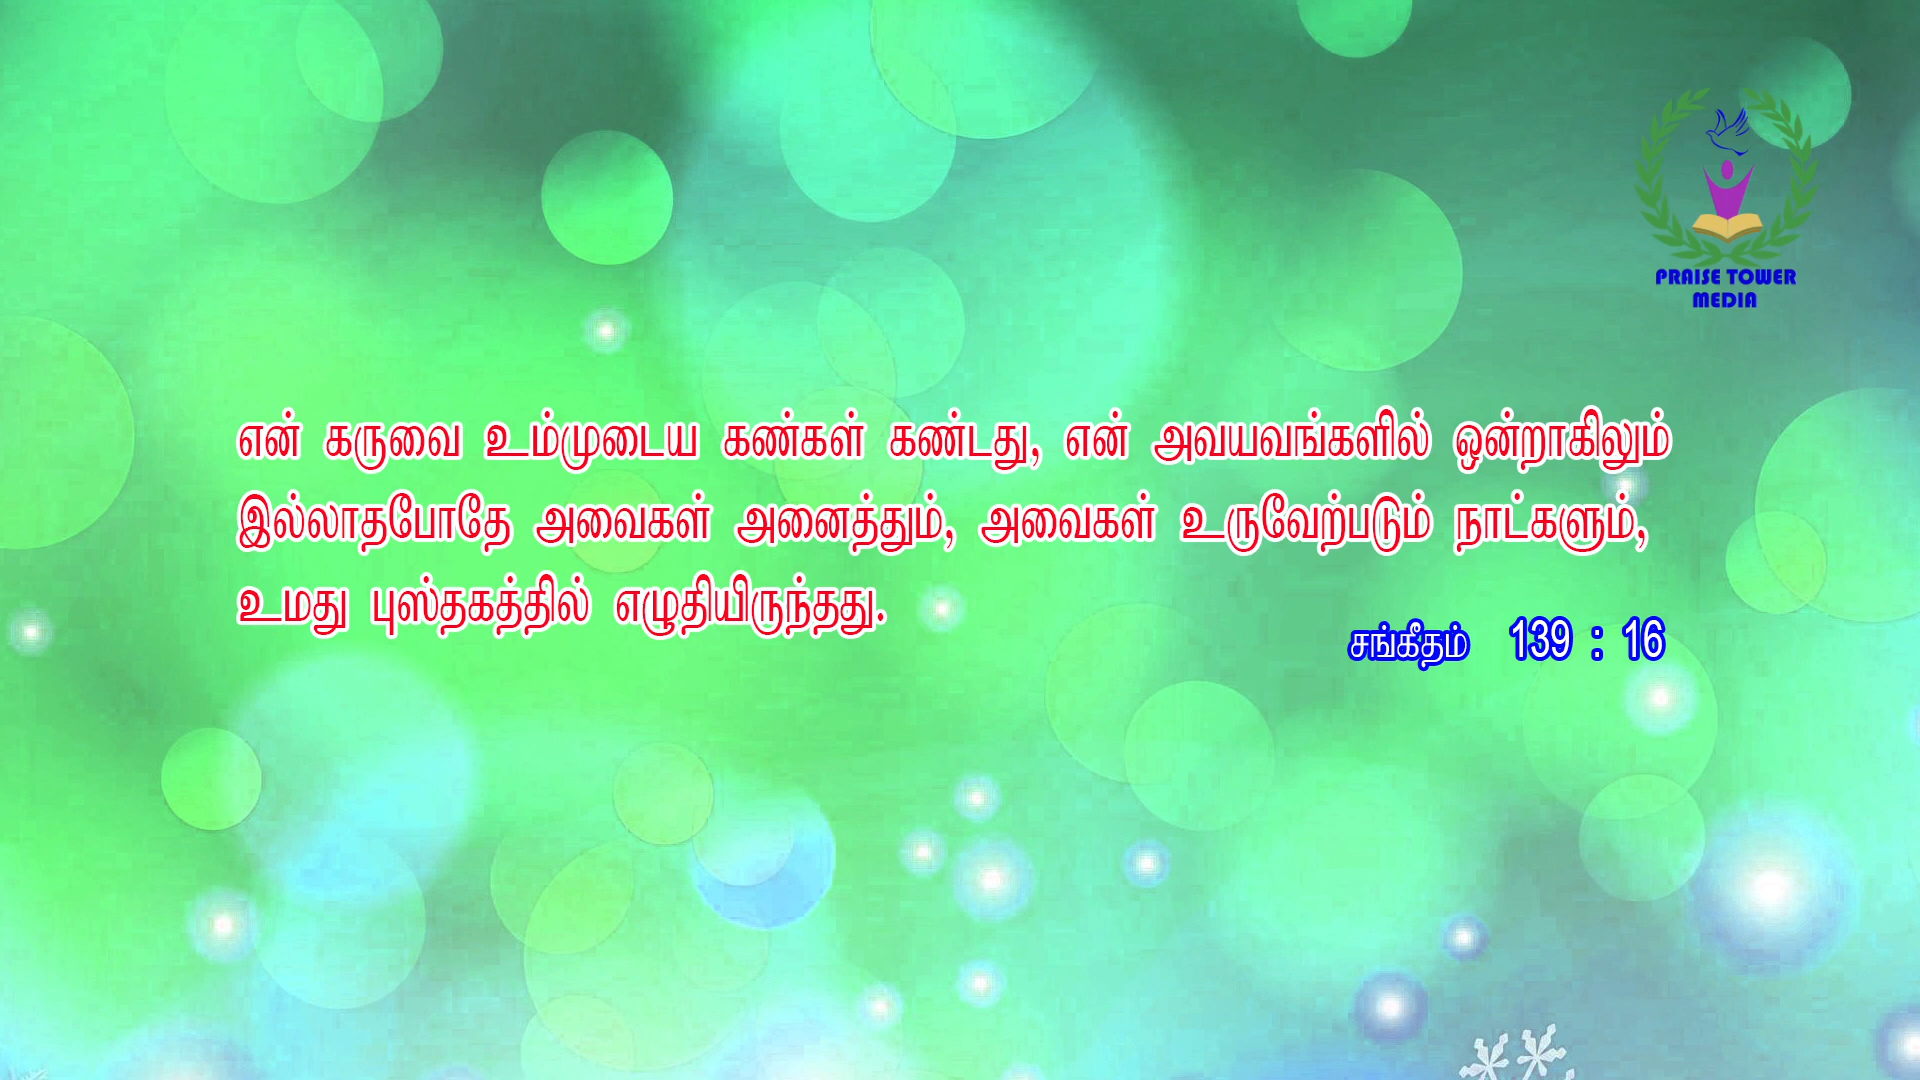 PRAISE TOWER
MEDIA
என் கருவை உம்முடைய கண்கள் கண்டது, என் அவயவங்களில் ஒன்றாகிலும்
இல்லாதபோதே அவைகள் அனைத்தும், அவைகள் உருவேற்படும் நாட்களும்,
உமது புஸ்தகத்தில் எழுதியிருந்தது.
சங்கீதம் 139 : 16